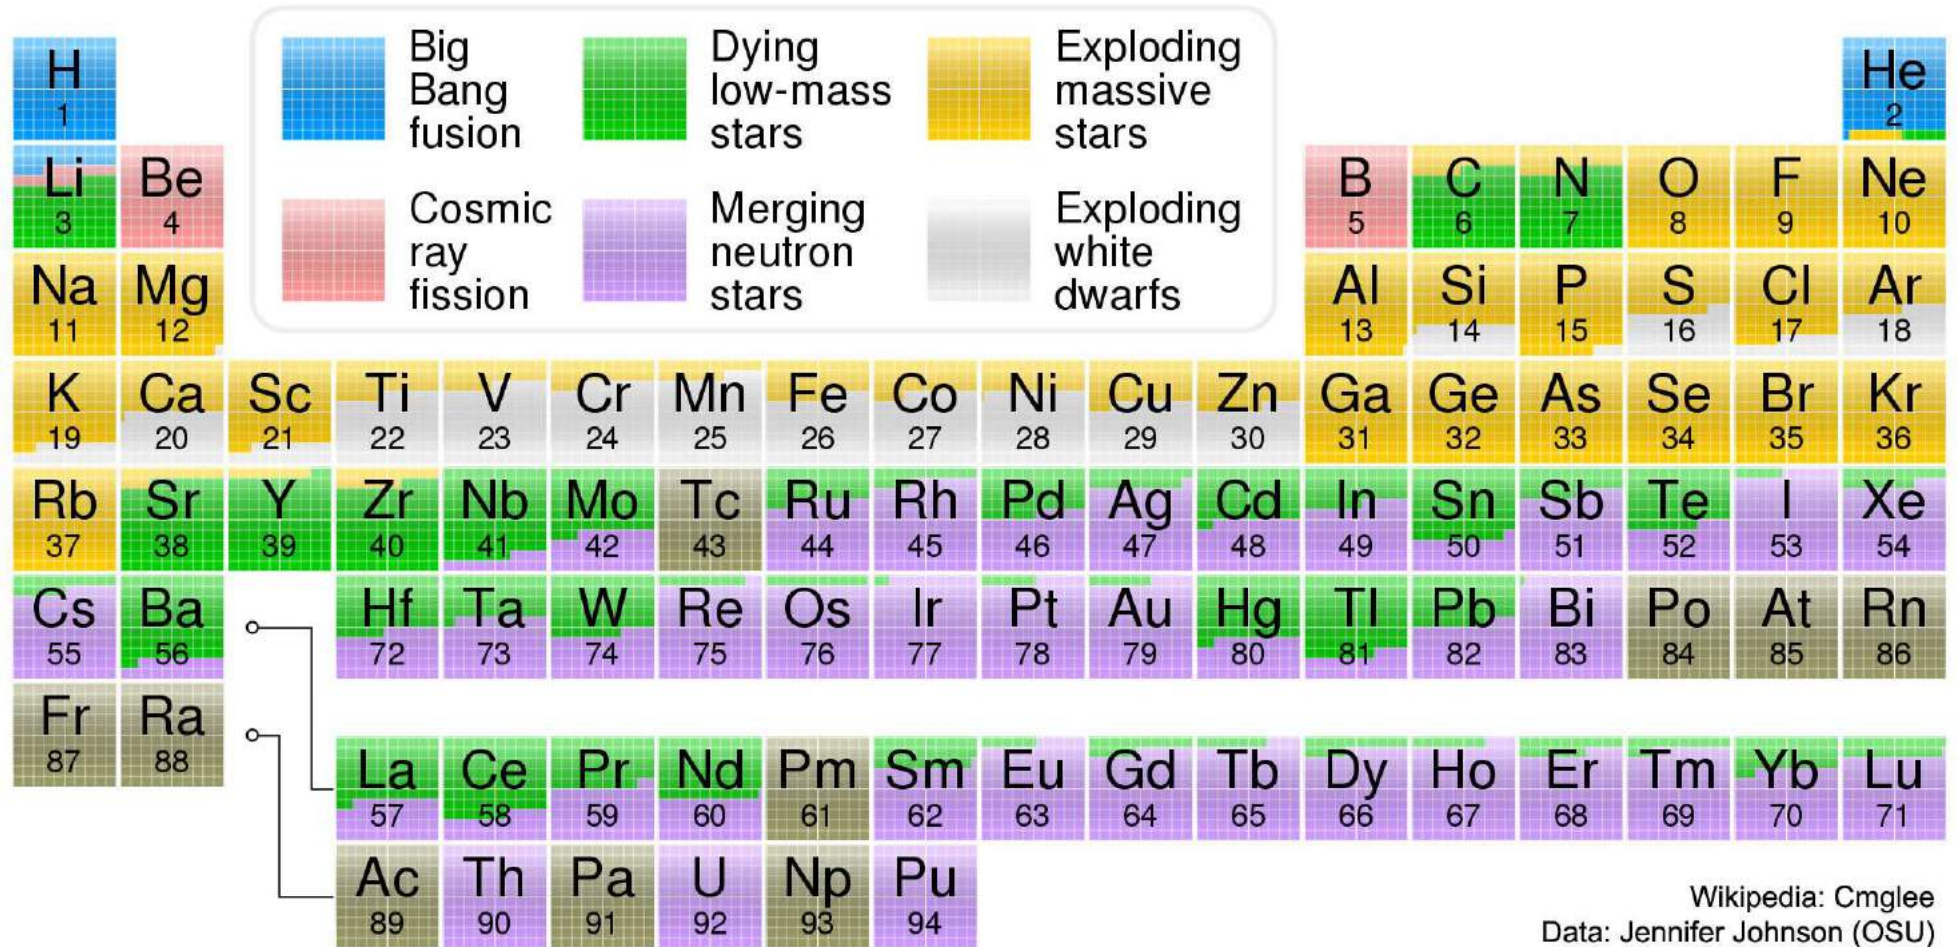 Big
Bang
fusion
Dying
low-mass
stars
Exploding
massive
stars
Cosmic
ray
fission
Merging
neutron
stars
Exploding
white
dwarfs
H He
1 2
Li Be B C N O F Ne
3 4 5 6 7 8 9 10
Na Mg Al Si P S Cl Ar
11 12 13 14 15 16 17 18
K Ca Sc Ti V Cr Mn Fe Co Ni Cu Zn Ga Ge As Se Br Kr
19 20 21 22 23 24 25 26 27 28 29 30 31 32 33 34 35 36
Rb Sr Y Zr Nb Mo Tc Ru Rh Pd Ag Cd In Sn Sb Te I Xe
37 38 39 40 41 42 43 44 45 46 47 48 49 50 51 52 53 54
Cs Ba Hf Ta W Re Os Ir Pt Au Hg Tl Pb Bi Po At Rn
55 56 72 73 74 75 76 77 78 79 80 81 82 83 84 85 86
Fr Ra
87 88
La Ce Pr Nd Pm Sm Eu Gd Tb Dy Ho Er Tm Yb Lu
57 58 59 60 61 62 63 64 65 66 67 68 69 70 71
Ac Th Pa U Np Pu
89 90 91 92 93 94
Wikipedia: Cmglee
Data: Jennifer Johnson (OSU)